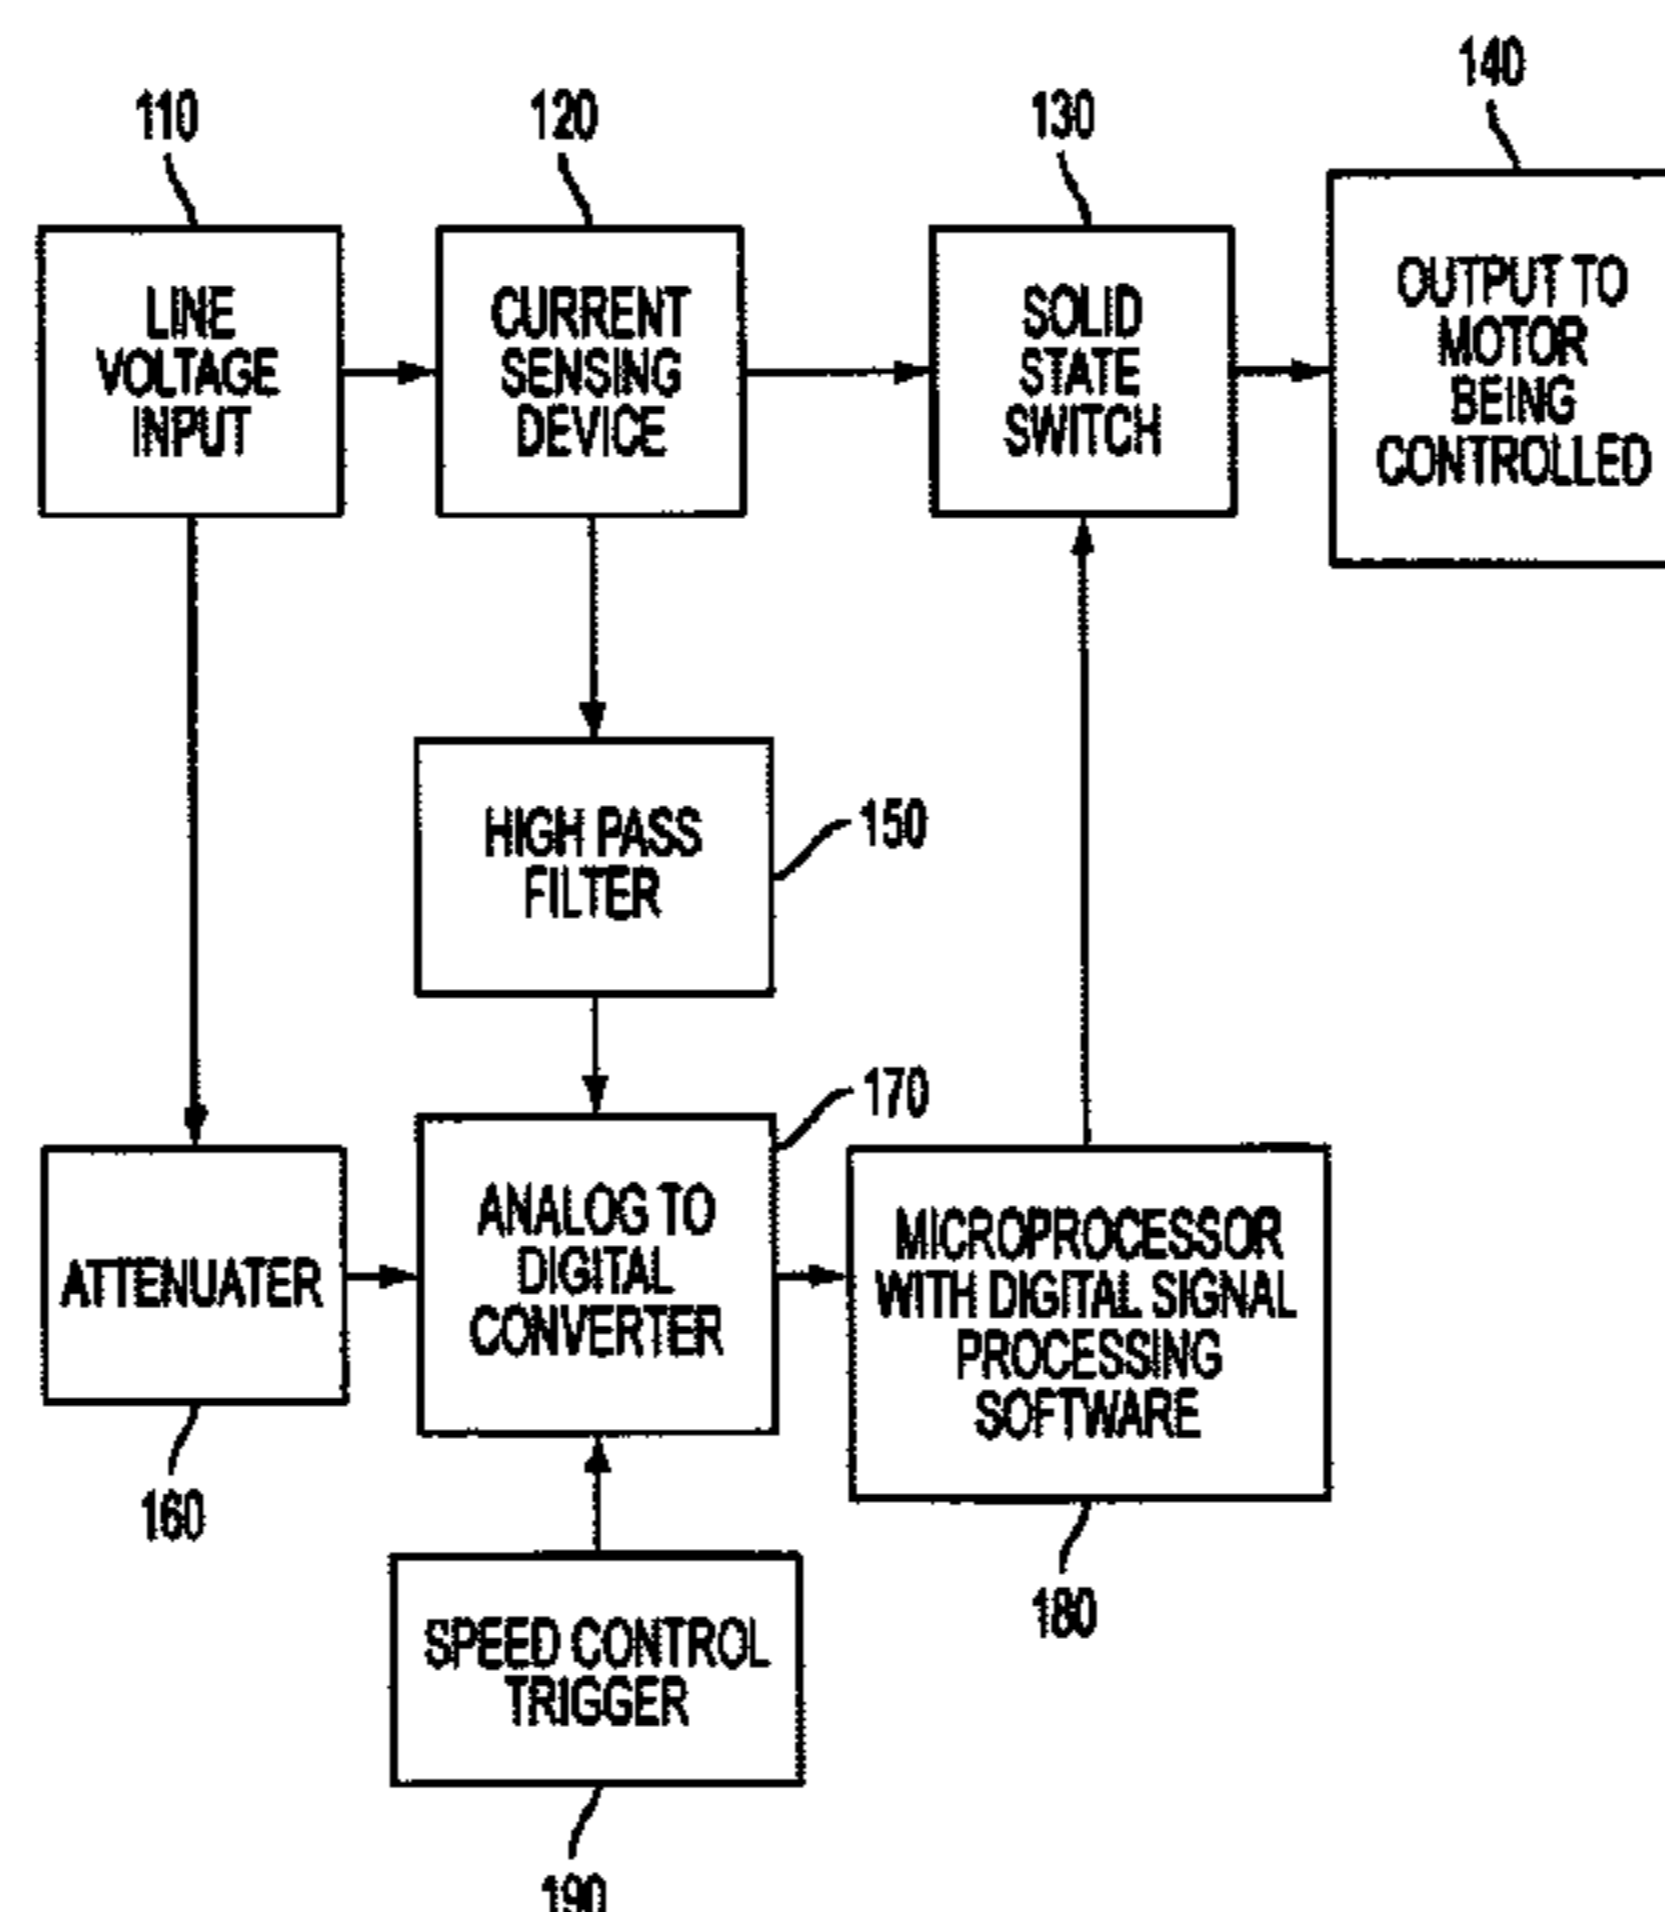 110
120
130
140
LINE
VOLTAGE
INPUT
CURRENT
SENSING
DEVICE
SOLID
STATE
SWITCH
OUTPUT TO
MOTOR
BEING
CONTROLLED
HIGH PASS
FILTER
150
170
ATTENUATER
ANALOG TO
DIGITAL
CONVERTER
MICROPROCESSOR
WITH DIGITAL SIGNAL
PROCESSING
SOFTWARE
160
180
SPEED CONTROL
TRIGGER
190